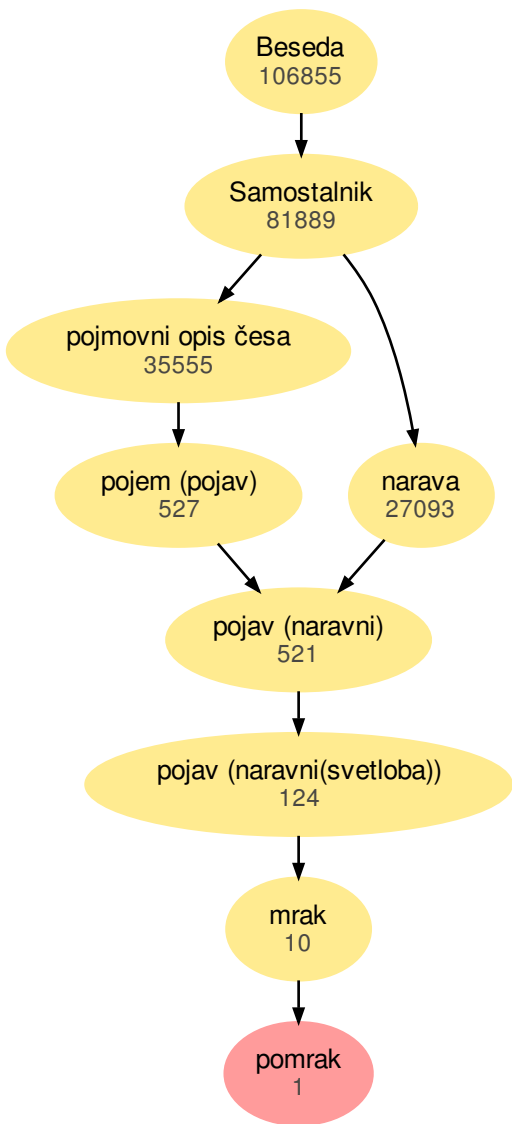 Beseda
106855
Samostalnik
81889
pojmovni opis česa
35555
pojem (pojav)
527
narava
27093
pojav (naravni)
521
pojav (naravni(svetloba))
124
mrak
10
pomrak
1